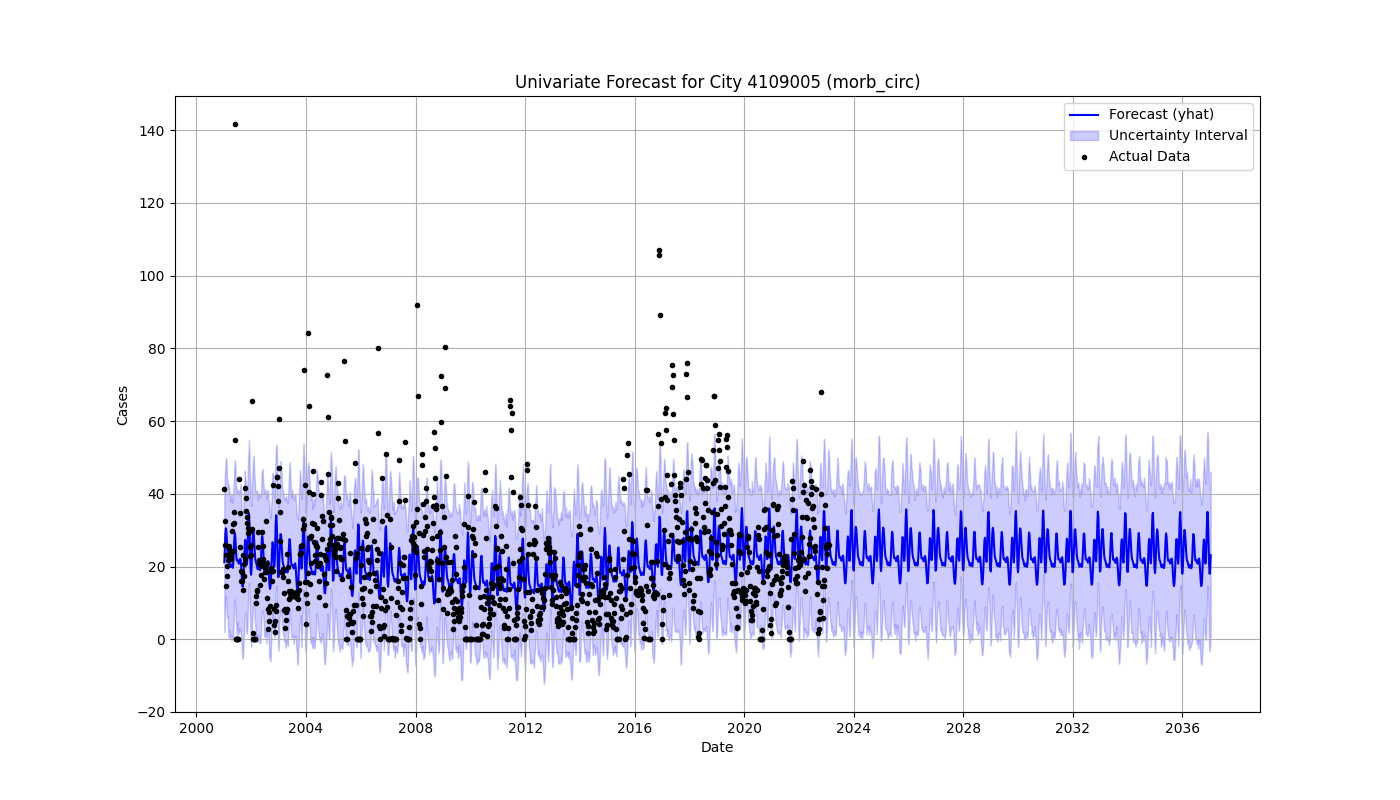 Univariate Forecast for City 4109005 (morb_circ)
Forecast (yhat)
Uncertainty Interval
Actual Data
Cases
140
120
100
80
60
40
20
0
−20
2000 2004 2008 2012 2016 2020 2024 2028 2032 2036
Date